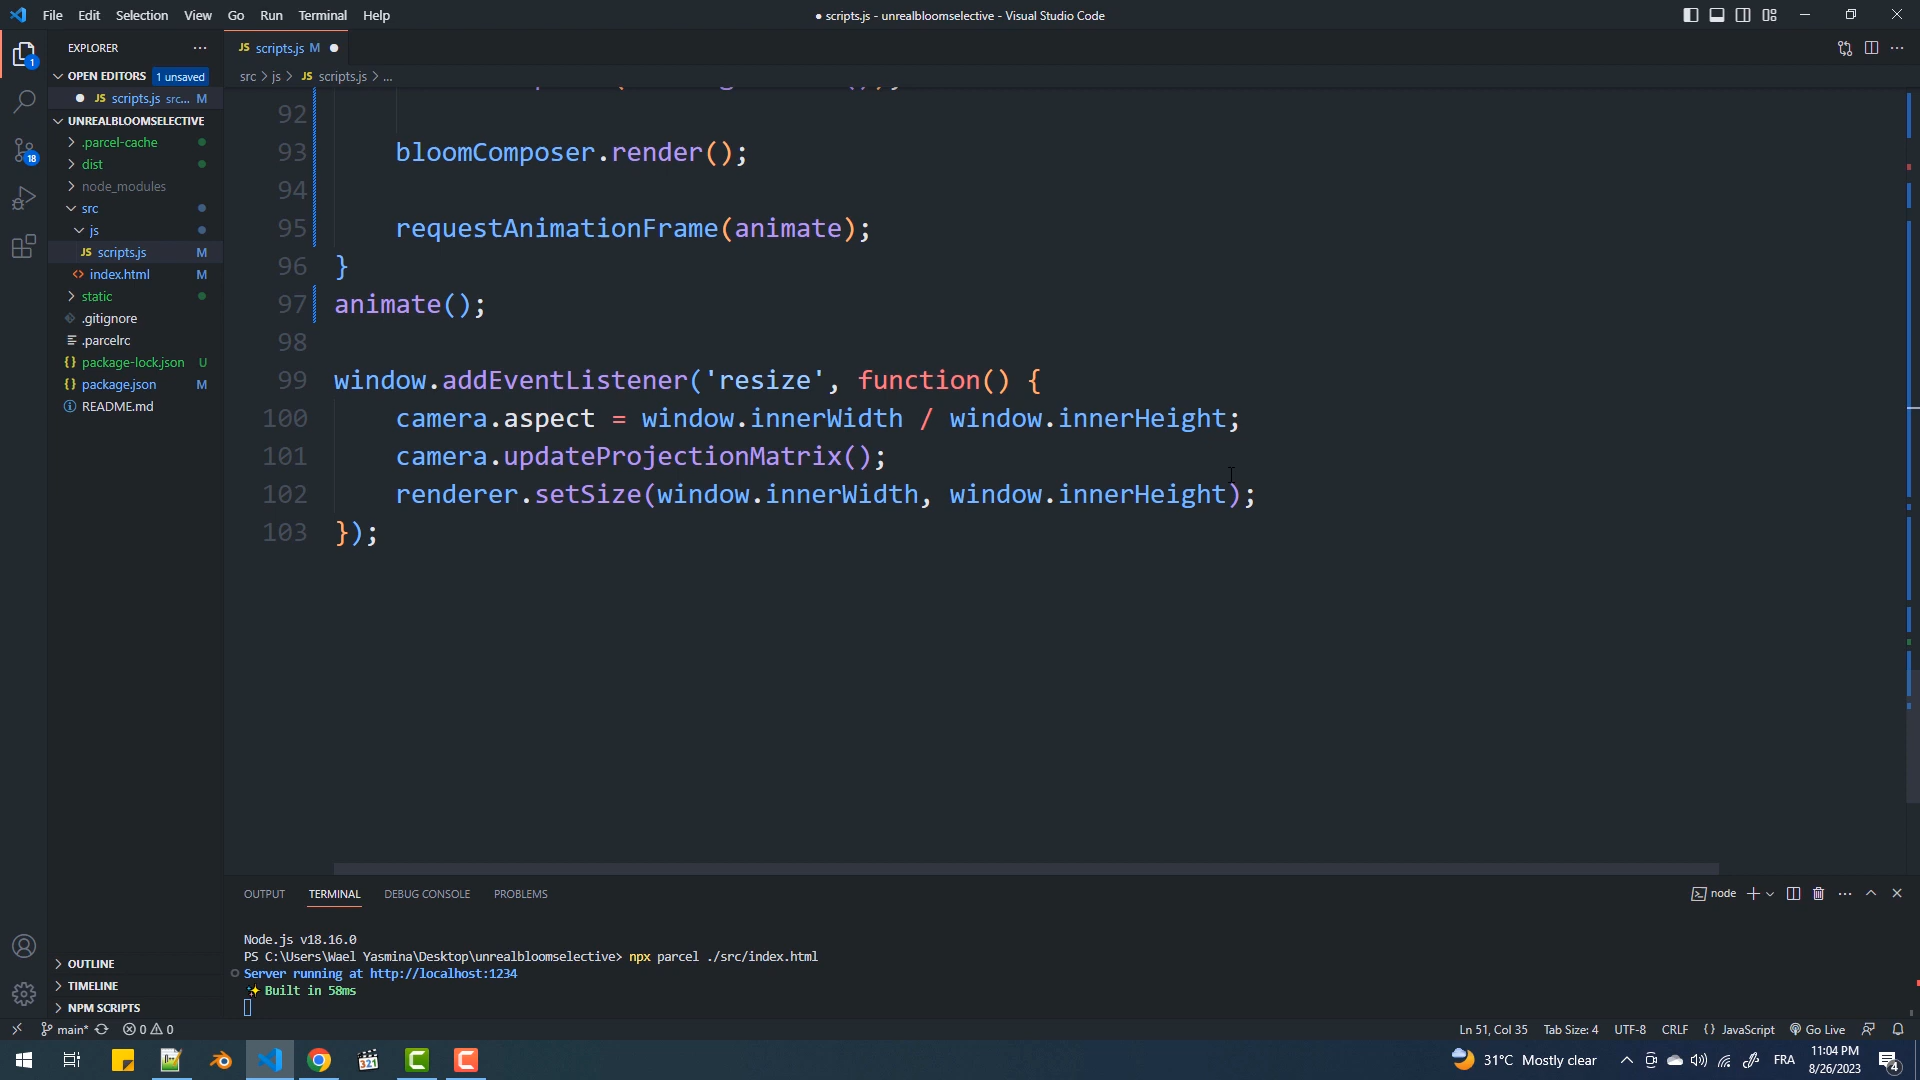 File Edit Selection View Go Run Terminal Help
● scripts.js - unrealbloomselective - Visual Studio Code
EXPLORER
JS scripts.js M
OPEN EDITORS 1 unsaved
src > js > JS scripts.js > ...
JS scripts.js src... M
UNREALBLOOMSELECTIVE
.parcel-cache
dist
node_modules
src
js
JS scripts.js M
index.html M
static
.gitignore
.parcelrc
package-lock.json U
package.json M
README.md
1
18
92
93 bloomComposer.render();
94
95 requestAnimationFrame(animate);
96 }
97 animate();
98
99 window.addEventListener('resize', function() {
100 camera.aspect = window.innerWidth / window.innerHeight;
101 camera.updateProjectionMatrix();
102 renderer.setSize(window.innerWidth, window.innerHeight);
103 });
OUTPUT TERMINAL DEBUG CONSOLE PROBLEMS
node
Node.js v18.16.0
PS C:\Users\Wael Yasmina\Desktop\unrealbloomselective> npx parcel ./src/index.html
Server running at http://localhost:1234
✨ Built in 58ms
OUTLINE
TIMELINE
NPM SCRIPTS
main* 0 0
Ln 51, Col 35 Tab Size: 4 UTF-8 CRLF {} JavaScript Go Live
321
31°C Mostly clear
FRA
11:04 PM
8/26/2023
4